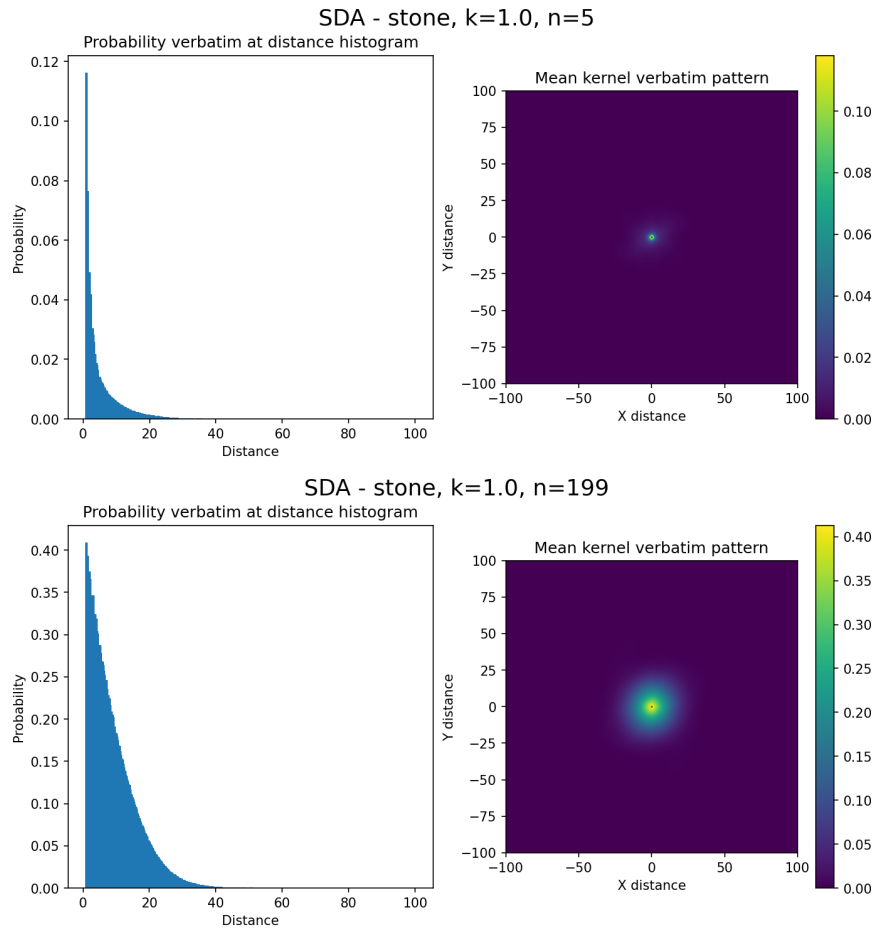 SDA - stone, k=1.0, n=5
Probability verbatim at distance histogram
0.12
0.10
0.08
0.06
0.04
0.02
0.00
Probability
0 20 40 60 80 100
Distance
Mean kernel verbatim pattern
100
75
50
25
0
−25
−50
−75
−100
Y distance
−100 −50 0 50 100
X distance
0.10
0.08
0.06
0.04
0.02
0.00
SDA - stone, k=1.0, n=199
Probability verbatim at distance histogram
0.40
0.35
0.30
0.25
0.20
0.15
0.10
0.05
0.00
Probability
0 20 40 60 80 100
Distance
Mean kernel verbatim pattern
100
75
50
25
0
−25
−50
−75
−100
Y distance
−100 −50 0 50 100
X distance
0.40
0.35
0.30
0.25
0.20
0.15
0.10
0.05
0.00